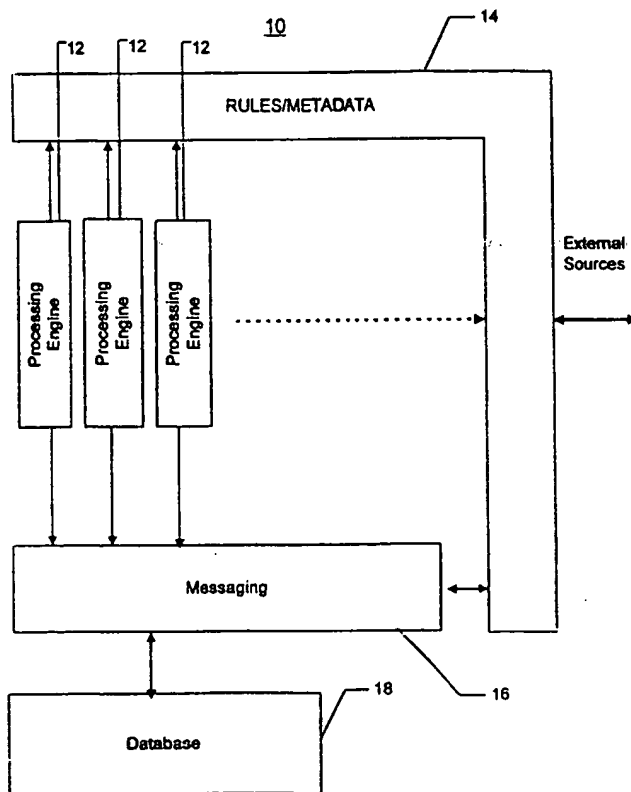 10
12
12
12
14
RULES/METADATA
External
Sources
Processing
Engine
Processing
Engine
Processing
Engine
Messaging
16
18
Database